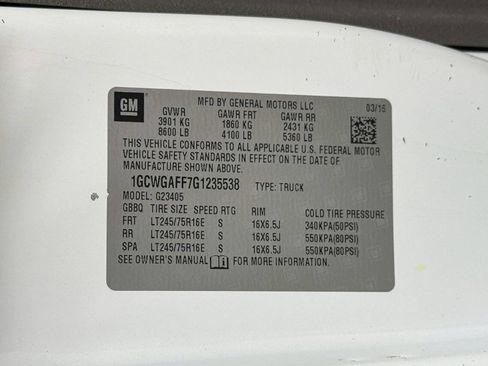 GM
MFD BY GENERAL MOTORS LLC 03/16
GVWR GAWR FRT GAWR RR
3901 KG 1860 KG 2431 KG
8600 LB 4100 LB 5360 LB
THIS VEHICLE CONFORMS TO ALL APPLICABLE U.S. FEDERAL MOTOR
VEHICLE SAFETY STANDARDS IN EFFECT ON THE DATE OF
MANUFACTURE SHOWN ABOVE.
1GCWGAFF7G1235538 TYPE: TRUCK
MODEL: G23405
GBBQ TIRE SIZE SPEED RTG RIM COLD TIRE PRESSURE
FRT LT245/75R16E S 16X6.5J 340KPA(50PSI)
RR LT245/75R16E S 16X6.5J 550KPA(80PSI)
SPA LT245/75R16E S 16X6.5J 550KPA(80PSI)
SEE OWNER'S MANUAL FOR MORE INFORMATION.